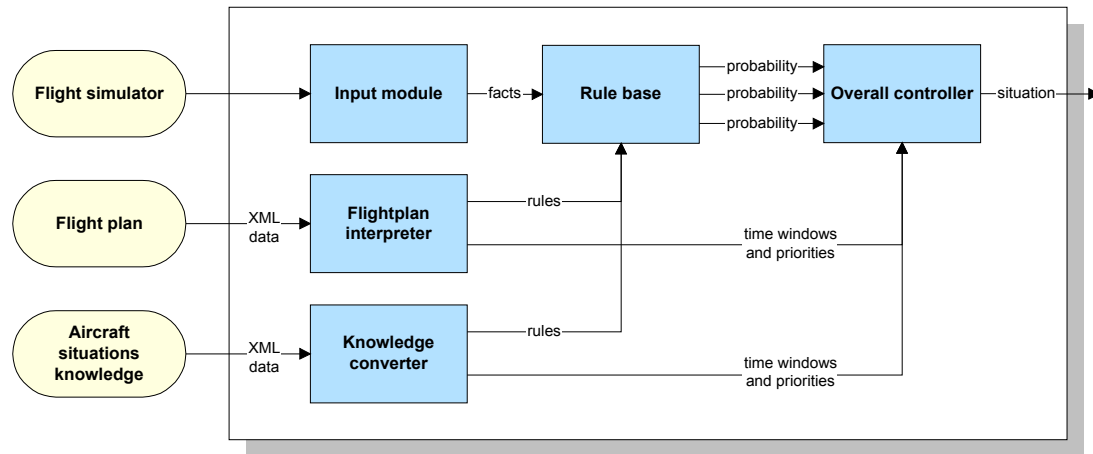 Flight simulator
Input module
facts
Rule base
probability
probability
probability
Overall controller
situation
Flight plan
XML
data
Flightplan
interpreter
rules
time windows
and priorities
Aircraft
situations
knowledge
XML
data
Knowledge
converter
rules
time windows
and priorities